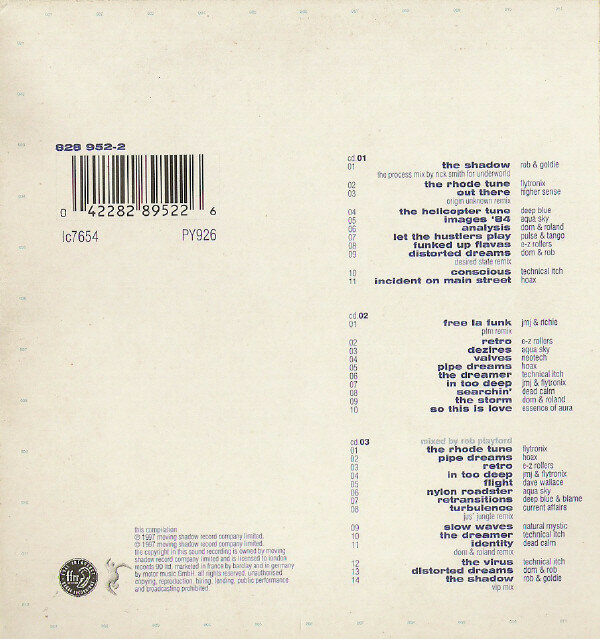 828 952-2
0 42282 89522 6
lc7654 PY926
cd.01
01 the shadow rob & goldie
the process mix by rick smith for underworld
02 the rhode tune flytronix
03 out there higher sense
origin unknown remix
04 the helicopter tune deep blue
05 images '94 aqua sky
06 analysis dom & roland
07 let the hustlers play pulse & tango
08 funked up flavas e-z rollers
09 distorted dreams dom & rob
desired state remix
10 conscious technical itch
11 incident on main street hoax
cd.02
01 free la funk jmj & richie
pfm remix
02 retro e-z rollers
03 dezires aqua sky
04 valves neotech
05 pipe dreams hoax
06 the dreamer technical itch
07 in too deep jmj & flytronix
08 searchin' dead calm
09 the storm dom & roland
10 so this is love essence of aura
cd.03 mixed by rob playford
01 the rhode tune flytronix
02 pipe dreams hoax
03 retro e-z rollers
04 in too deep jmj & flytronix
05 flight dave wallace
06 nylon roadster aqua sky
07 retransitions deep blue & blame
08 turbulence current affairs
jus' jungle remix
09 slow waves natural mystic
10 the dreamer technical itch
11 identity dead calm
dom & roland remix
12 the virus technical itch
13 distorted dreams dom & rob
14 the shadow rob & goldie
vip mix
this compilation
℗ 1997 moving shadow record company limited.
© 1997 moving shadow record company limited.
the copyright in this sound recording is owned by moving
shadow record company limited and is licensed to london
records 90 ltd. marketed in france by barclay and in germany
by motor music GmbH. all rights reserved. unauthorised
copying, reproduction, hiring, lending, public performance
and broadcasting prohibited.